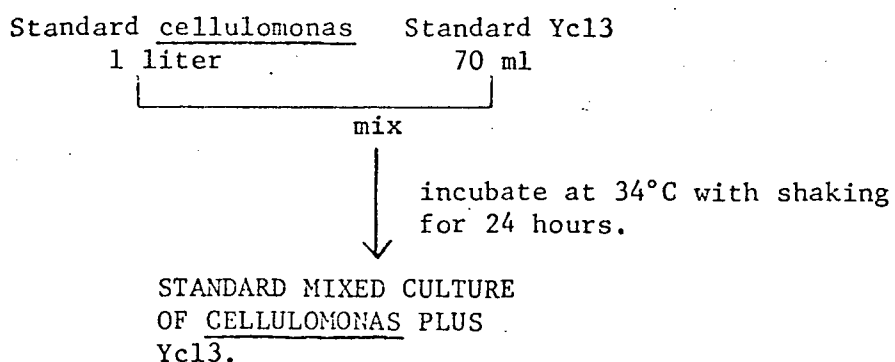 Standard cellulomonas Standard Ycl3
1 liter 70 ml
mix
incubate at 34°C with shaking
for 24 hours.
STANDARD MIXED CULTURE
OF CELLULOMONAS PLUS
Ycl3.